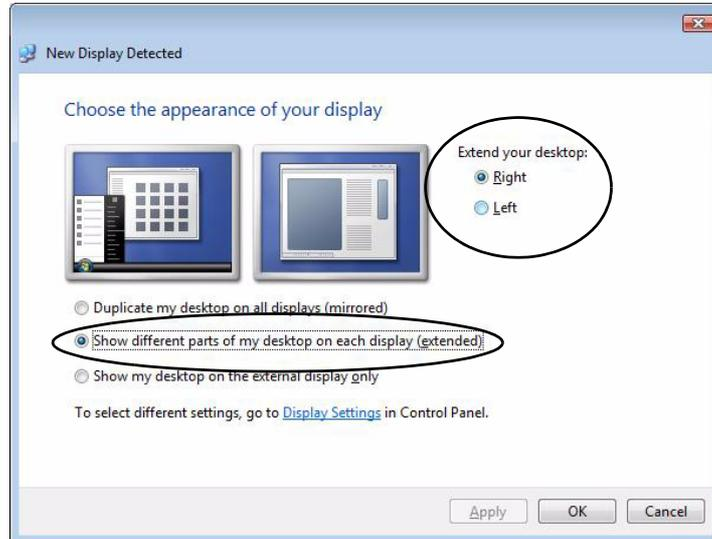 New Display Detected
Choose the appearance of your display
Extend your desktop:
Right
Left
Duplicate my desktop on all displays (mirrored)
Show different parts of my desktop on each display (extended)
Show my desktop on the external display only
To select different settings, go to Display Settings in Control Panel.
Apply OK Cancel